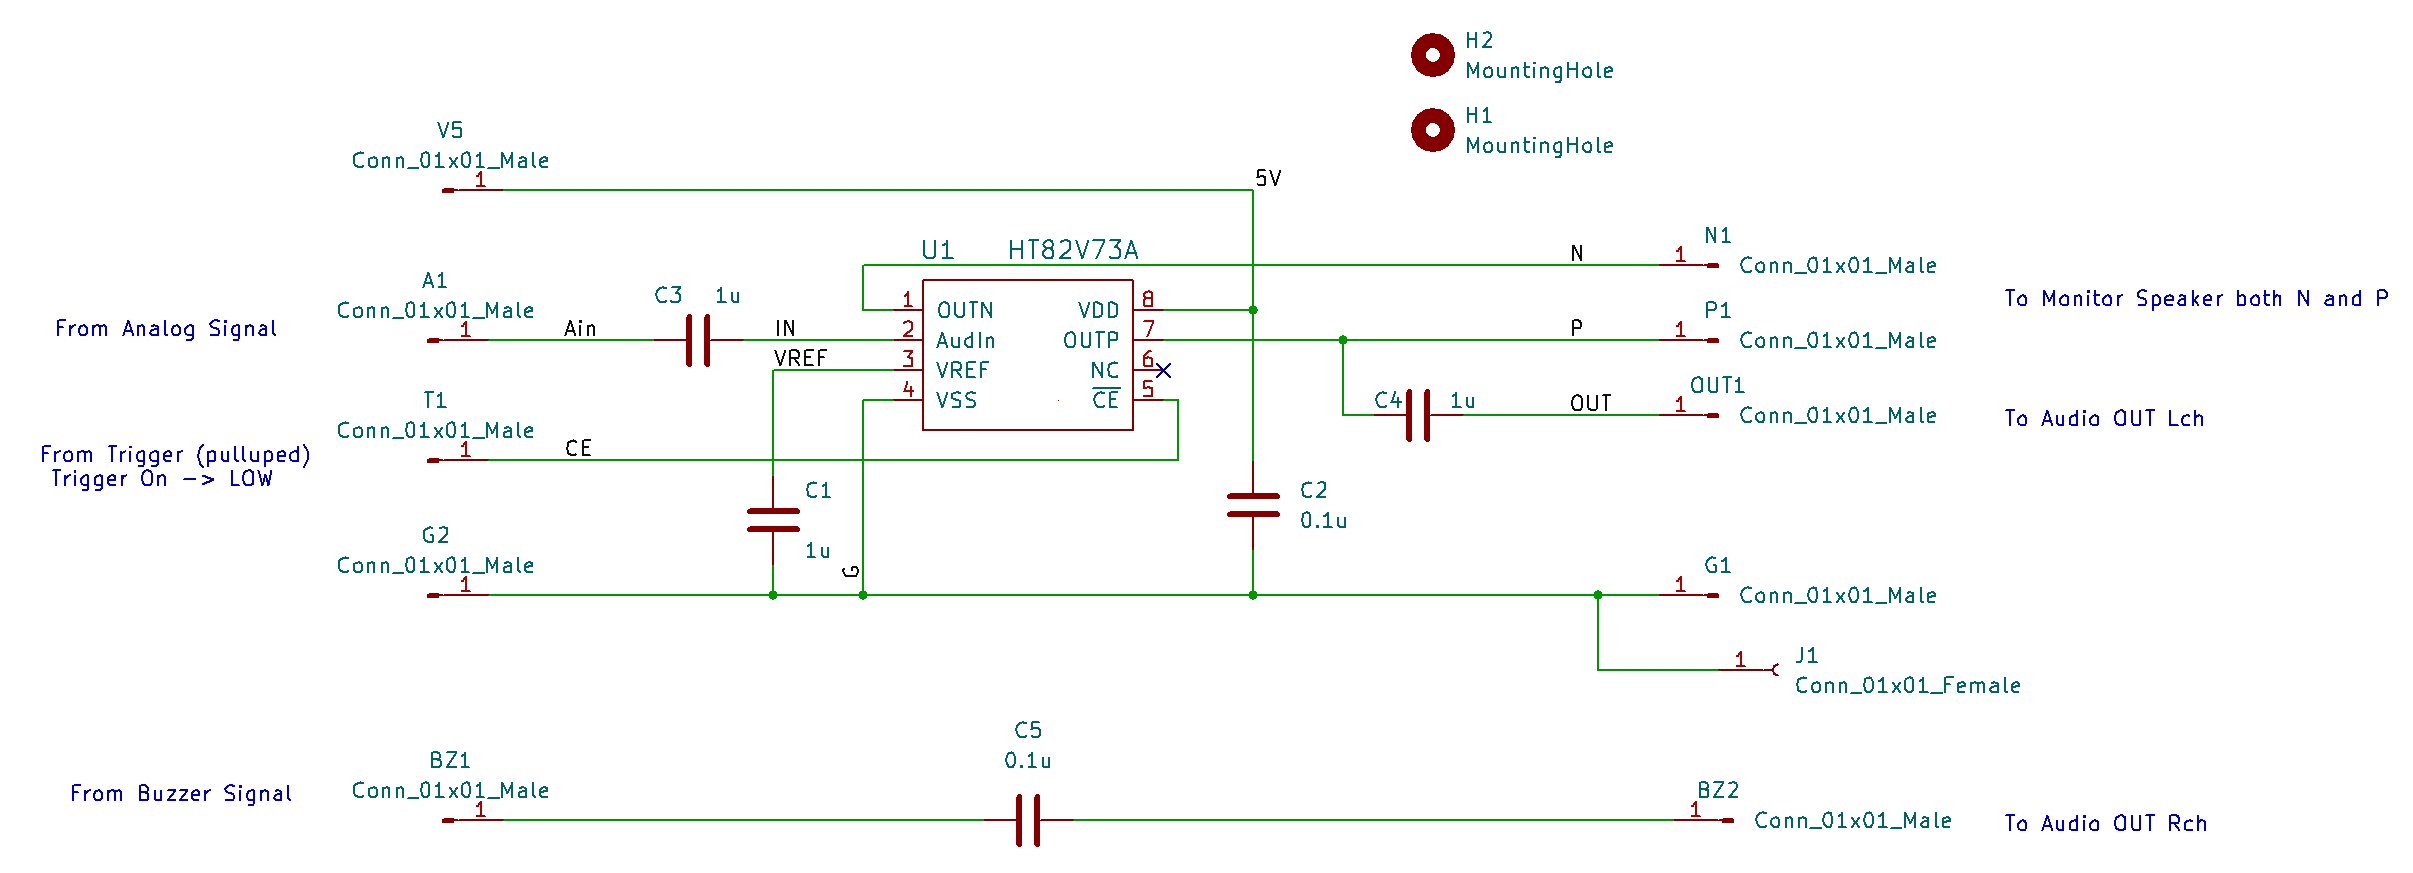 H2
MountingHole
H1
MountingHole
V5
Conn_01x01_Male
1
5V
N1
N
1
Conn_01x01_Male
To Monitor Speaker both N and P
P1
P
1
Conn_01x01_Male
OUT1
C4
1u
OUT
1
Conn_01x01_Male
To Audio OUT Lch
U1
HT82V73A
1
OUTN
VDD
8
2
AudIn
OUTP
7
3
VREF
NC
6
4
VSS
CE
5
A1
Conn_01x01_Male
1
From Analog Signal
Ain
C3
1u
IN
VREF
T1
Conn_01x01_Male
1
From Trigger (pulluped)
Trigger On -> LOW
CE
C1
1u
C2
0.1u
G2
Conn_01x01_Male
1
G
G1
1
Conn_01x01_Male
J1
1
Conn_01x01_Female
C5
0.1u
BZ1
Conn_01x01_Male
1
From Buzzer Signal
BZ2
1
Conn_01x01_Male
To Audio OUT Rch